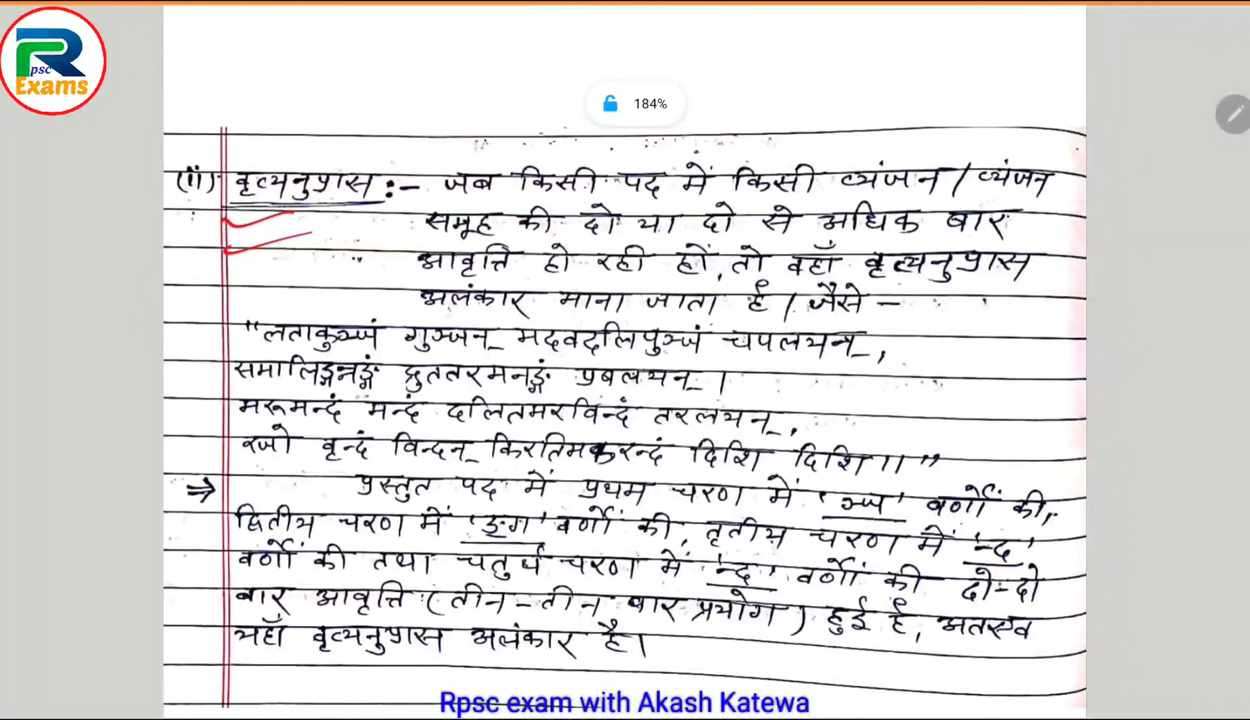 R
psc
Exams
184%
(ii) वृत्यनुप्रास :- जब किसी पद में किसी व्यंजन / व्यंजन
समूह की दो या दो से अधिक बार
आवृत्ति हो रही हों, तो वहाँ वृत्यनुप्रास
अलंकार माना जाता है। जैसे –
"लताकुञ्जं गुञ्जन् मदवदलिपुञ्जं चपलयन् ,
समालिङ्गन्नङ्गं द्रुततरमनङ्गं प्रबलयन् ।
मरूमन्दं मन्दं दलितमरविन्दं तरलयन् ,
रजो वृन्दं विन्दन् किरतिमकरन्दं दिशि दिशि ।। "
⇒ प्रस्तुत पद में प्रथम चरण में 'ञ्ज' वर्णों की,
द्वितीय चरण में 'ङ्ग' वर्णों की, तृतीय चरण में 'न्द'
वर्णों की तथा चतुर्थ चरण में 'न्द' वर्णों की दो-दो
बार आवृत्ति (तीन-तीन बार प्रयोग) हुई है, अतएव
यहाँ वृत्यनुप्रास अलंकार है।
Rpsc exam with Akash Katewa